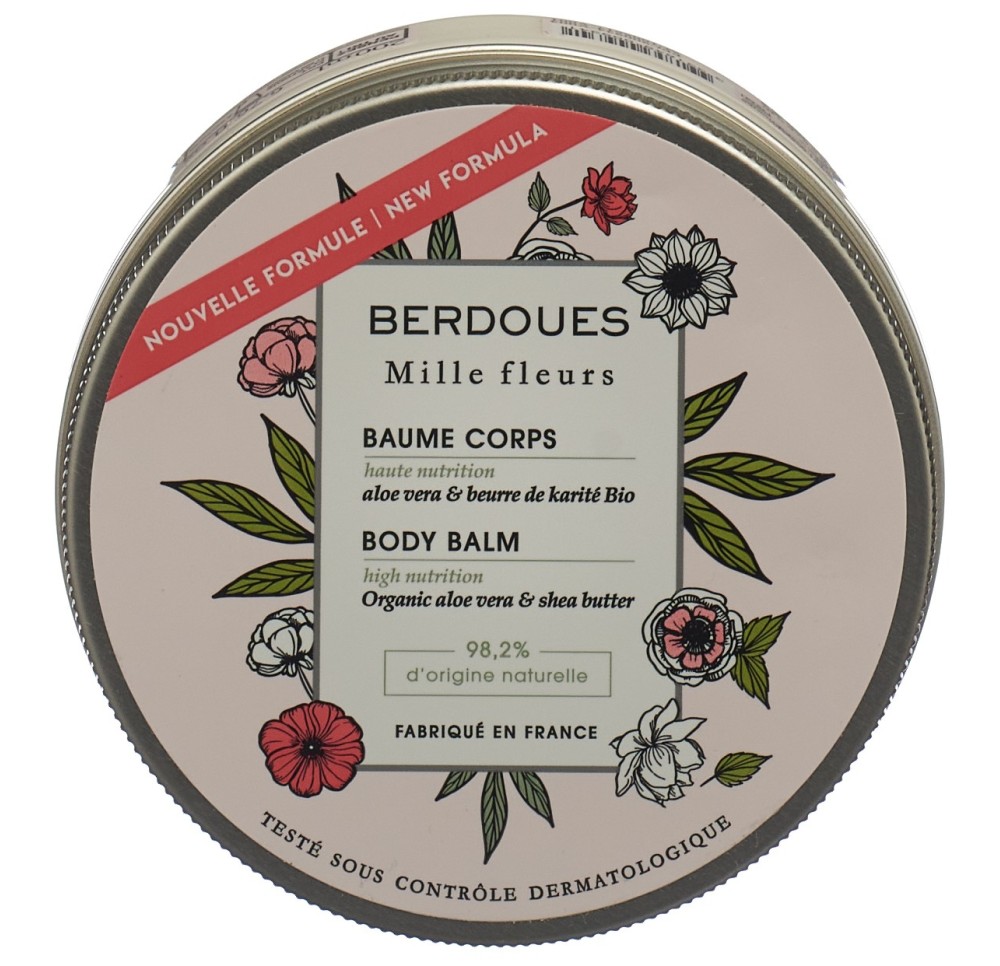 NOUVELLE FORMULE | NEW FORMULA
BERDOUES
Mille fleurs
BAUME CORPS
haute nutrition
aloe vera & beurre de karité Bio
BODY BALM
high nutrition
Organic aloe vera & shea butter
98,2%
d'origine naturelle
FABRIQUÉ EN FRANCE
TESTÉ SOUS CONTRÔLE DERMATOLOGIQUE